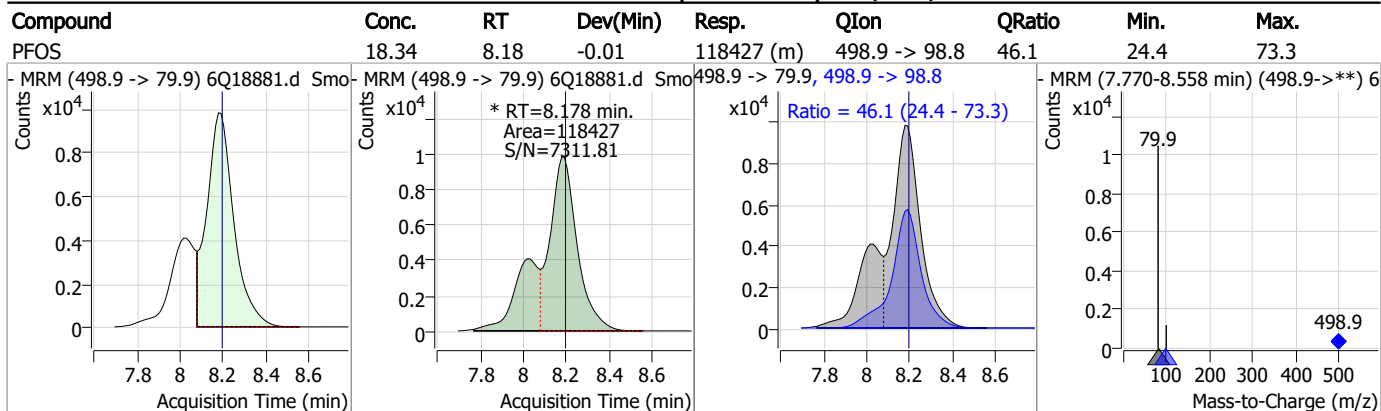 Compound Conc. RT Dev(Min) Resp. QIon QRatio Min. Max.
PFOS 18.34 8.18 -0.01 118427 (m) 498.9 -> 98.8 46.1 24.4 73.3
- MRM (498.9 -> 79.9) 6Q18881.d Smo
Counts
x10⁴
0.8
0.6
0.4
0.2
0
7.8 8 8.2 8.4 8.6
Acquisition Time (min)
- MRM (498.9 -> 79.9) 6Q18881.d Smo
Counts
x10⁴
* RT=8.178 min.
Area=118427
S/N=7311.81
1
0.8
0.6
0.4
0.2
0
7.8 8 8.2 8.4 8.6
Acquisition Time (min)
498.9 -> 79.9, 498.9 -> 98.8
x10⁴
Ratio = 46.1 (24.4 - 73.3)
0.8
0.6
0.4
0.2
0
7.8 8 8.2 8.4 8.6
Acquisition Time (min)
- MRM (7.770-8.558 min) (498.9->**) 6
Counts
x10⁴
79.9
1
0.8
0.6
0.4
0.2
0
498.9
100 200 300 400 500
Mass-to-Charge (m/z)